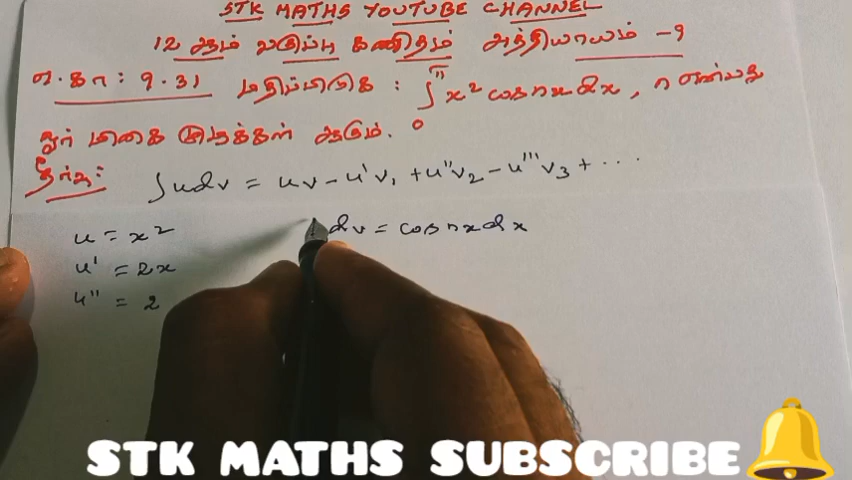 STK MATHS YOUTUBE CHANNEL
12 ஆம் வகுப்பு கணிதம் அத்தியாயம் - 9
எ.கா : 9.31 மதிப்பிடுக : ∫₀^π x² cos nx dx , n என்பது
ஓர் மிகை முழுக்கள் ஆகும்.
தீர்வு:
∫udv = uv - u'v₁ + u''v₂ - u'''v₃ + ...
u = x² dv = cos nx dx
u' = 2x
u'' = 2
STK MATHS SUBSCRIBE